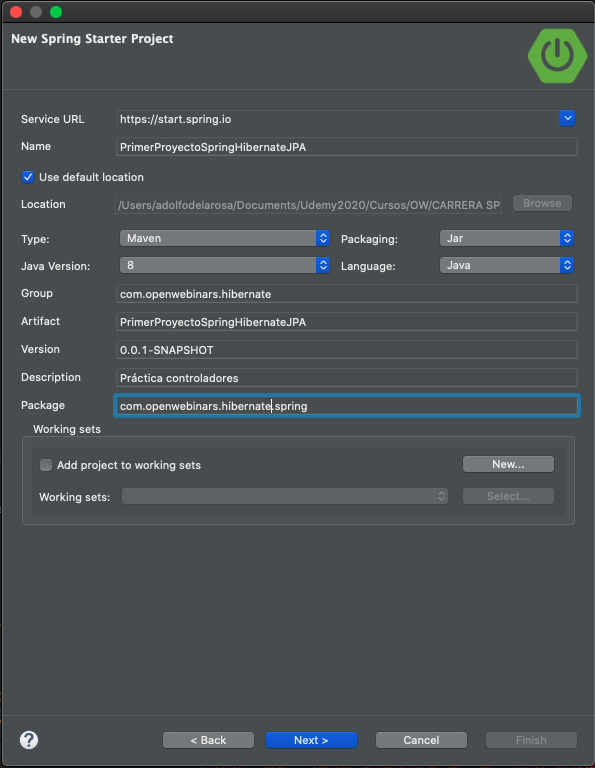 New Spring Starter Project
Service URL https://start.spring.io
Name PrimerProyectoSpringHibernateJPA
Use default location
Location /Users/adolfodelarosa/Documents/Udemy2020/Cursos/OW/CARRERA SP Browse
Type: Maven Packaging: Jar
Java Version: 8 Language: Java
Group com.openwebinars.hibernate
Artifact PrimerProyectoSpringHibernateJPA
Version 0.0.1-SNAPSHOT
Description Práctica controladores
Package com.openwebinars.hibernate.spring
Working sets
Add project to working sets New...
Working sets: Select...
? < Back Next > Cancel Finish